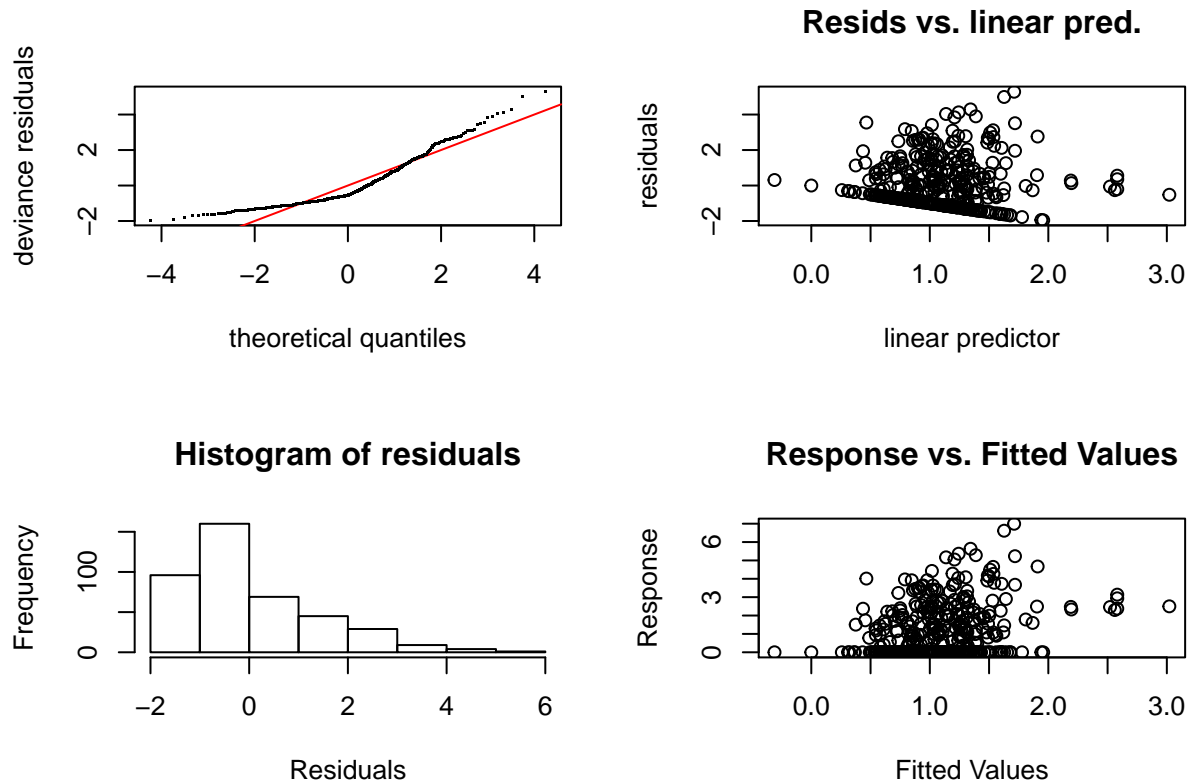 deviance residuals
2
−2
−4 −2 0 2 4
theoretical quantiles
Resids vs. linear pred.
residuals
2
−2
0.0 1.0 2.0 3.0
linear predictor
Histogram of residuals
Frequency
100
0
−2 0 2 4 6
Residuals
Response vs. Fitted Values
Response
6
3
0
0.0 1.0 2.0 3.0
Fitted Values